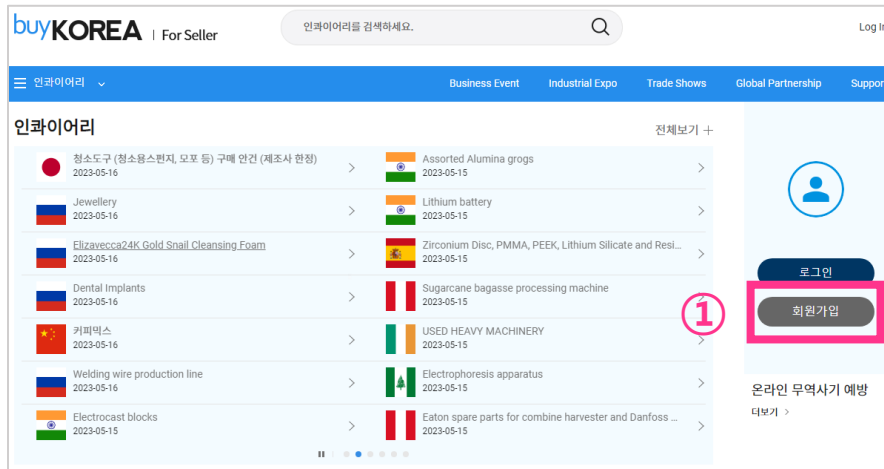 buyKOREA | For Seller
인콰이어리를 검색하세요.
Log In
인콰이어리
Business Event
Industrial Expo
Trade Shows
Global Partnership
Suppor
인콰이어리
전체보기 +
청소도구 (청소용스펀지, 모포 등) 구매 안건 (제조사 한정)
2023-05-16
Assorted Alumina grogs
2023-05-15
Jewellery
2023-05-16
Lithium battery
2023-05-15
Elizavecca24K Gold Snail Cleansing Foam
2023-05-16
Zirconium Disc, PMMA, PEEK, Lithium Silicate and Resi...
2023-05-15
Dental Implants
2023-05-16
Sugarcane bagasse processing machine
2023-05-15
커피믹스
2023-05-16
USED HEAVY MACHINERY
2023-05-15
Welding wire production line
2023-05-16
Electrophoresis apparatus
2023-05-15
Electrocast blocks
2023-05-15
Eaton spare parts for combine harvester and Danfoss ...
2023-05-15
로그인
①
회원가입
온라인 무역사기 예방
더보기 >